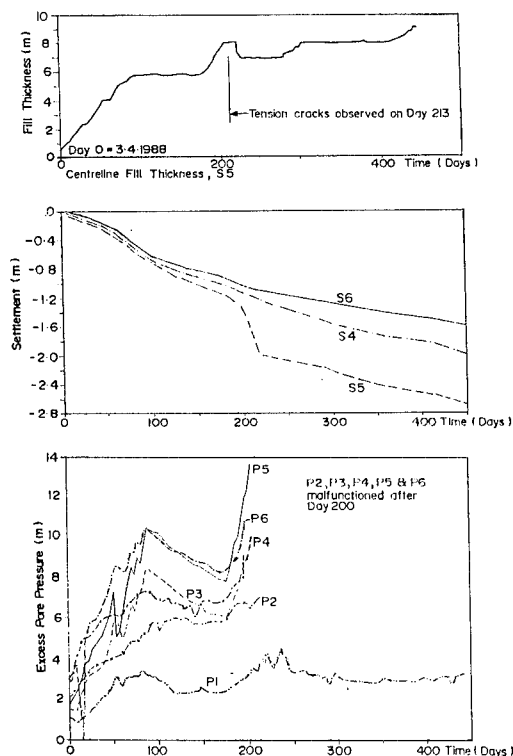 10
8
6
4
2
0
Fill Thickness (m)
Tension cracks observed on Day 213
Day 0 = 3·4·1988
0
200
400 Time (Days)
Centreline Fill Thickness, S5
·0
-0·4
-0·8
-1·2
-1·6
-2·0
-2·4
-2·8
Settlement (m)
S6
S4
S5
0
100
200
300
400 Time (Days)
14
12
10
8
6
4
2
0
Excess Pore Pressure (m)
P5
P6
P4
P3
P2
P1
P2, P3, P4, P5 & P6
malfunctioned after
Day 200
0
100
200
300
400 Time (Days)